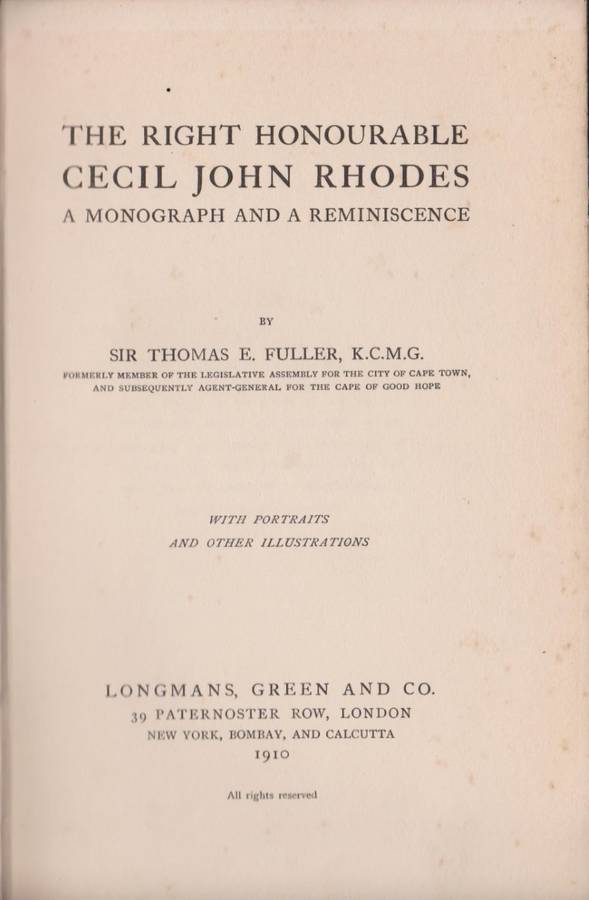 THE RIGHT HONOURABLE
CECIL JOHN RHODES
A MONOGRAPH AND A REMINISCENCE
BY
SIR THOMAS E. FULLER, K.C.M.G.
FORMERLY MEMBER OF THE LEGISLATIVE ASSEMBLY FOR THE CITY OF CAPE TOWN,
AND SUBSEQUENTLY AGENT-GENERAL FOR THE CAPE OF GOOD HOPE
WITH PORTRAITS
AND OTHER ILLUSTRATIONS
LONGMANS, GREEN AND CO.
39 PATERNOSTER ROW, LONDON
NEW YORK, BOMBAY, AND CALCUTTA
1910
All rights reserved